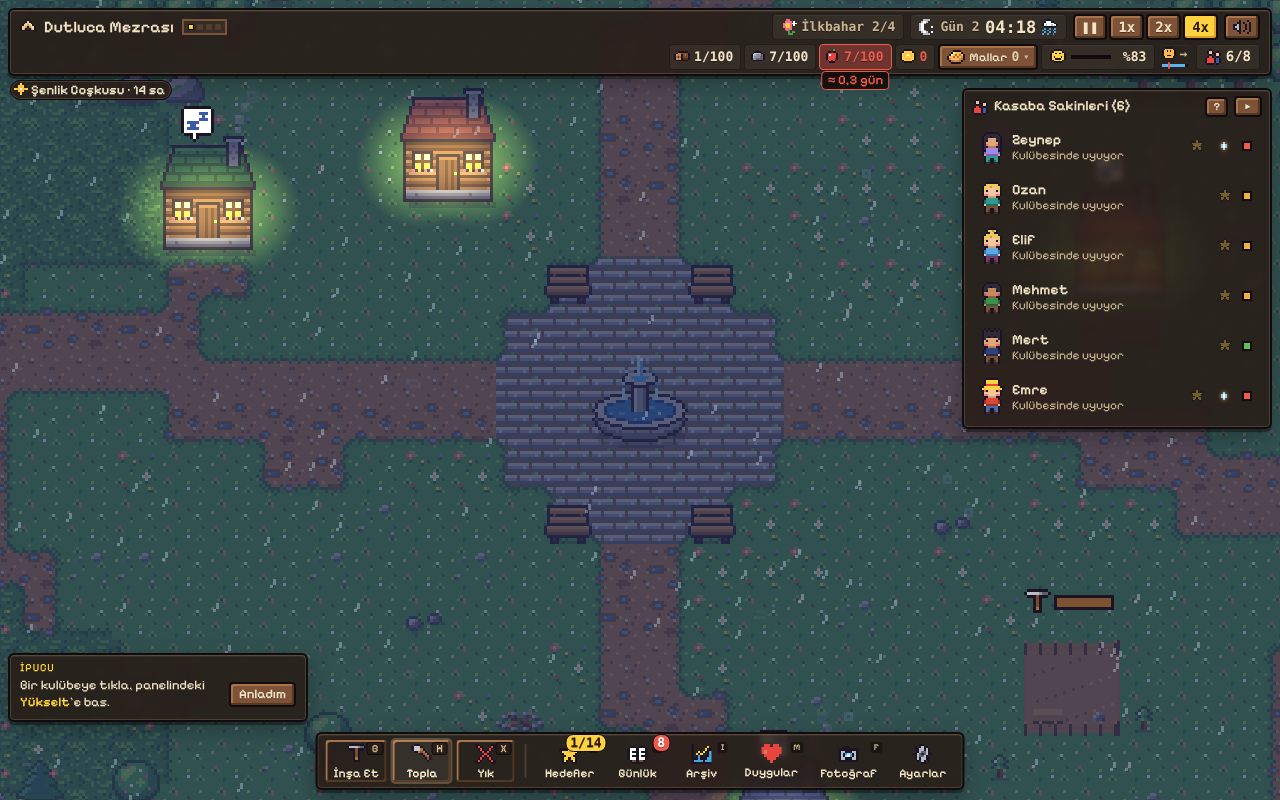 Dutluca Mezrası
İlkbahar 2/4
Gün 2 04:18
1x
2x
4x
1/100
7/100
7/100
0
Mallar 0
%83
6/8
≈ 0.3 gün
Şenlik Coşkusu · 14 sa
Kasaba Sakinleri (6)
?
Zeynep
Kulübesinde uyuyor
Ozan
Kulübesinde uyuyor
Elif
Kulübesinde uyuyor
Mehmet
Kulübesinde uyuyor
Mert
Kulübesinde uyuyor
Emre
Kulübesinde uyuyor
İPUCU
Bir kulübeye tıkla, panelindeki
Yükselt'e bas.
Anladım
B
İnşa Et
H
Topla
X
Yık
1/14
Hedefler
8
Günlük
I
Arşiv
M
Duygular
F
Fotoğraf
Ayarlar